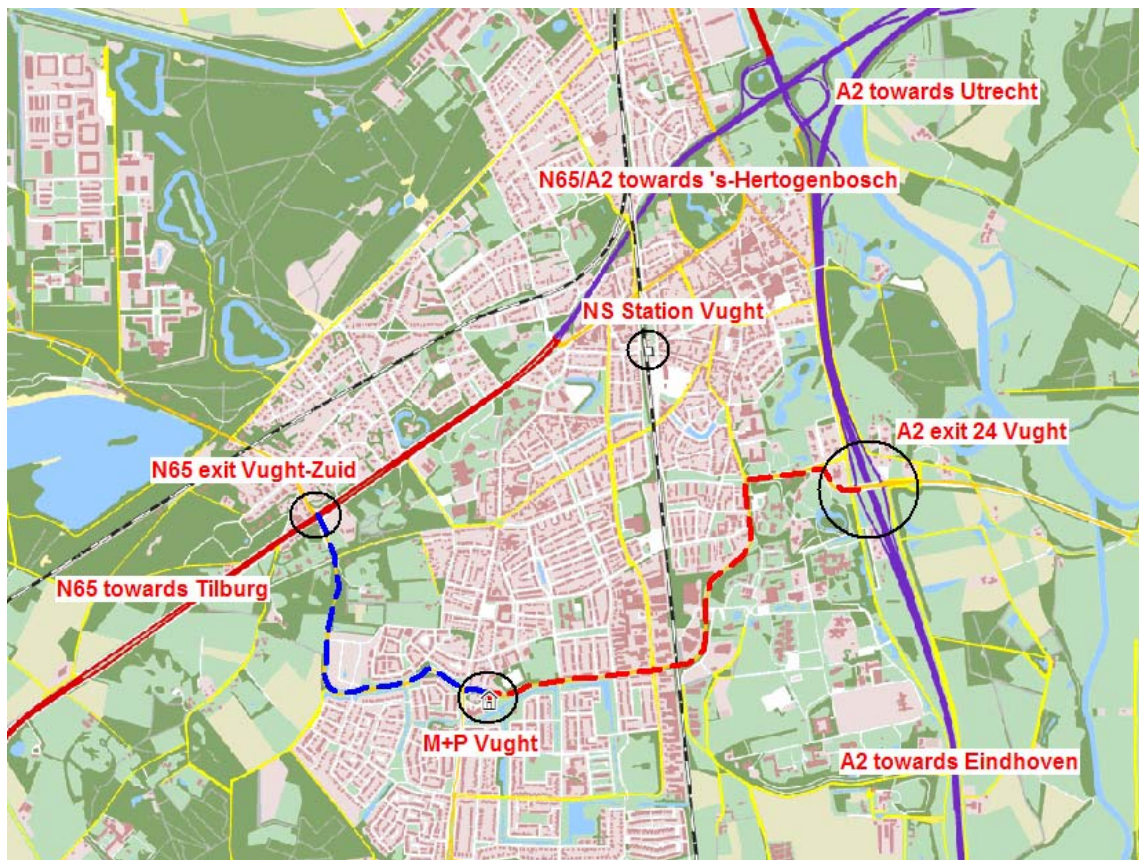 A2 towards Utrecht
N65/A2 towards 's-Hertogenbosch
NS Station Vught
A2 exit 24 Vught
N65 exit Vught-Zuid
N65 towards Tilburg
M+P Vught
A2 towards Eindhoven